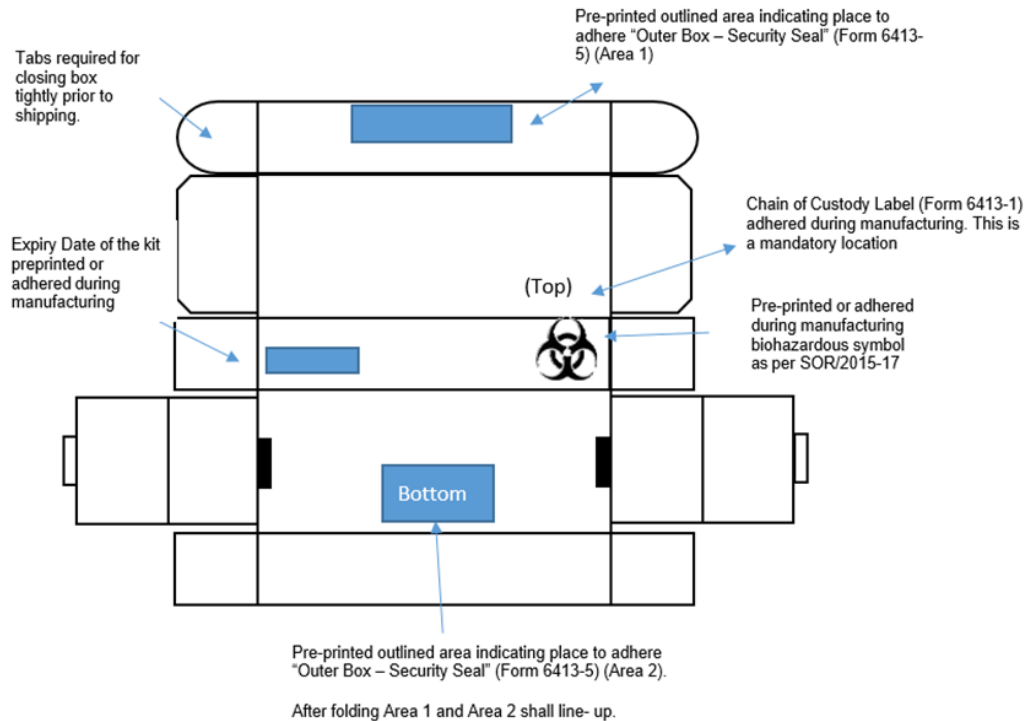 Pre-printed outlined area indicating place to
adhere “Outer Box – Security Seal” (Form 6413-
5) (Area 1)
Tabs required for
closing box
tightly prior to
shipping.
Chain of Custody Label (Form 6413-1)
adhered during manufacturing. This is
a mandatory location
Expiry Date of the kit
preprinted or
adhered during
manufacturing
(Top)
Pre-printed or adhered
during manufacturing
biohazardous symbol
as per SOR/2015-17
Bottom
Pre-printed outlined area indicating place to adhere
“Outer Box – Security Seal” (Form 6413-5) (Area 2).
After folding Area 1 and Area 2 shall line- up.